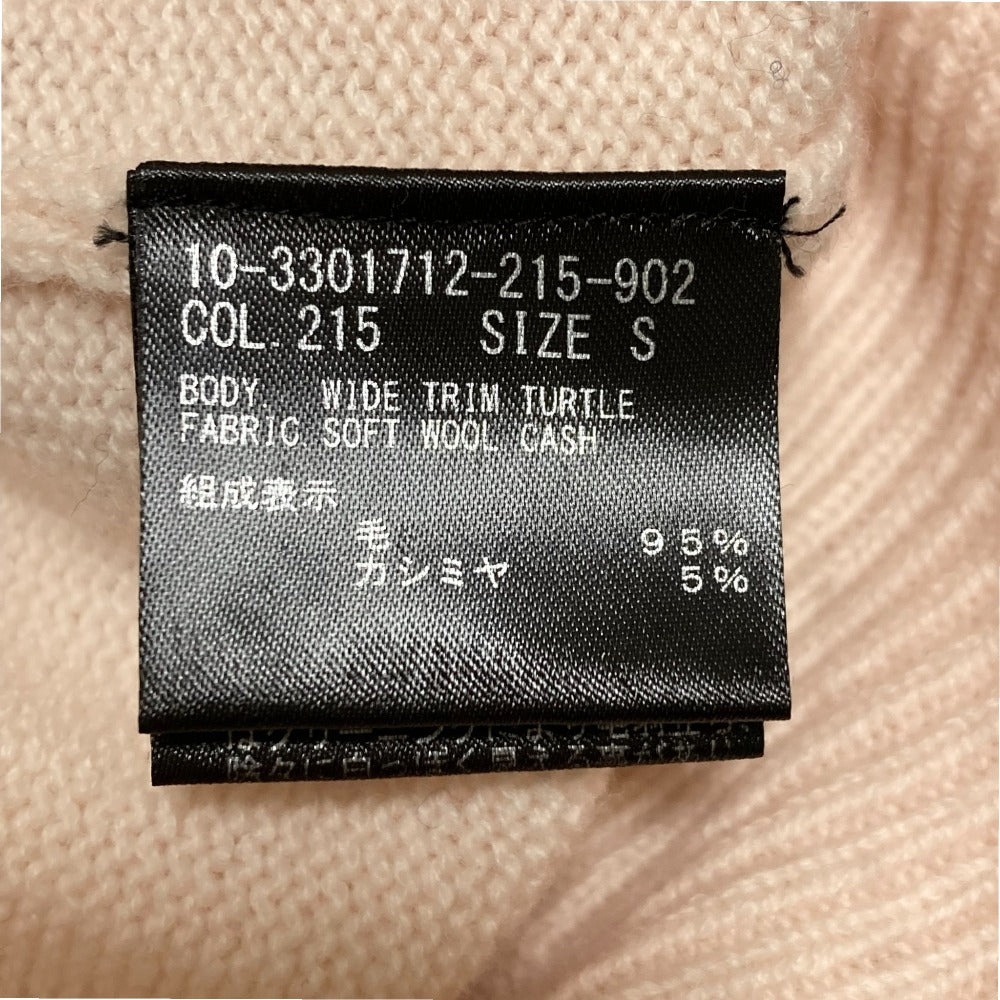 10-3301712-215-902
COL. 215 SIZE S
BODY WIDE TRIM TURTLE
FABRIC SOFT WOOL CASH
組成表示
毛 95%
カシミヤ 5%